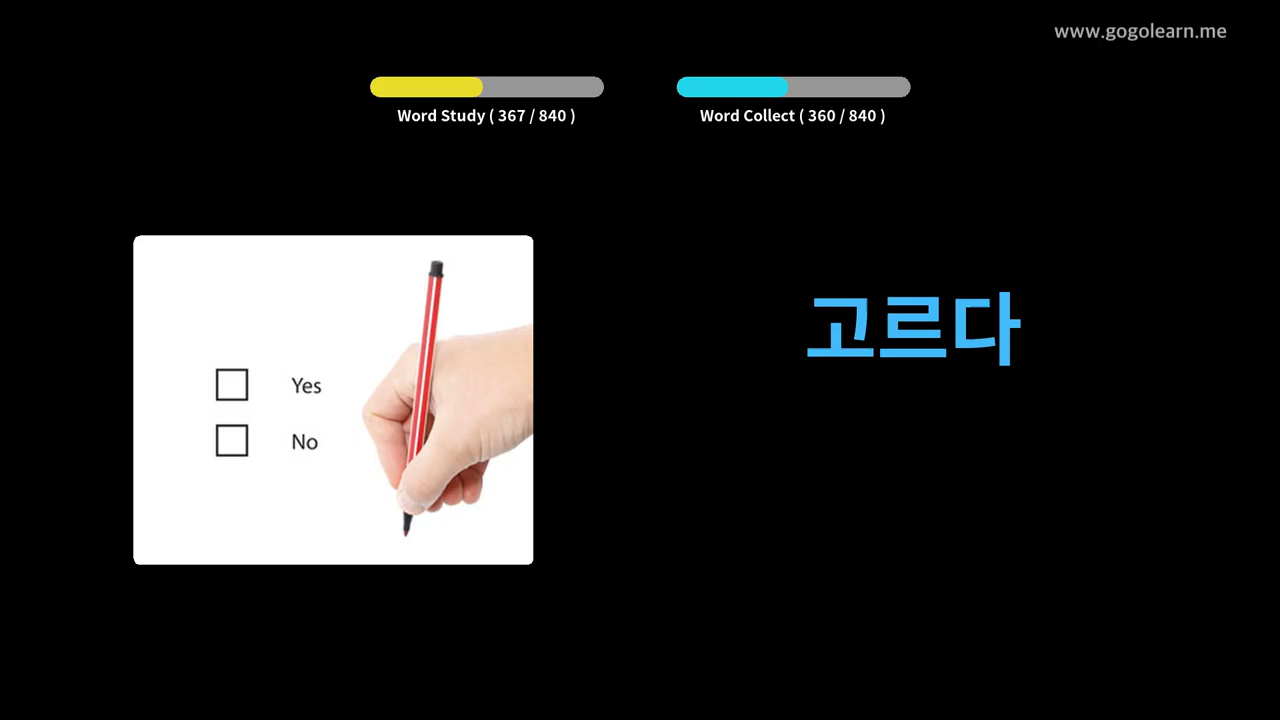 www.gogolearn.me
Word Study ( 367 / 840 )
Word Collect ( 360 / 840 )
Yes
No
고르다